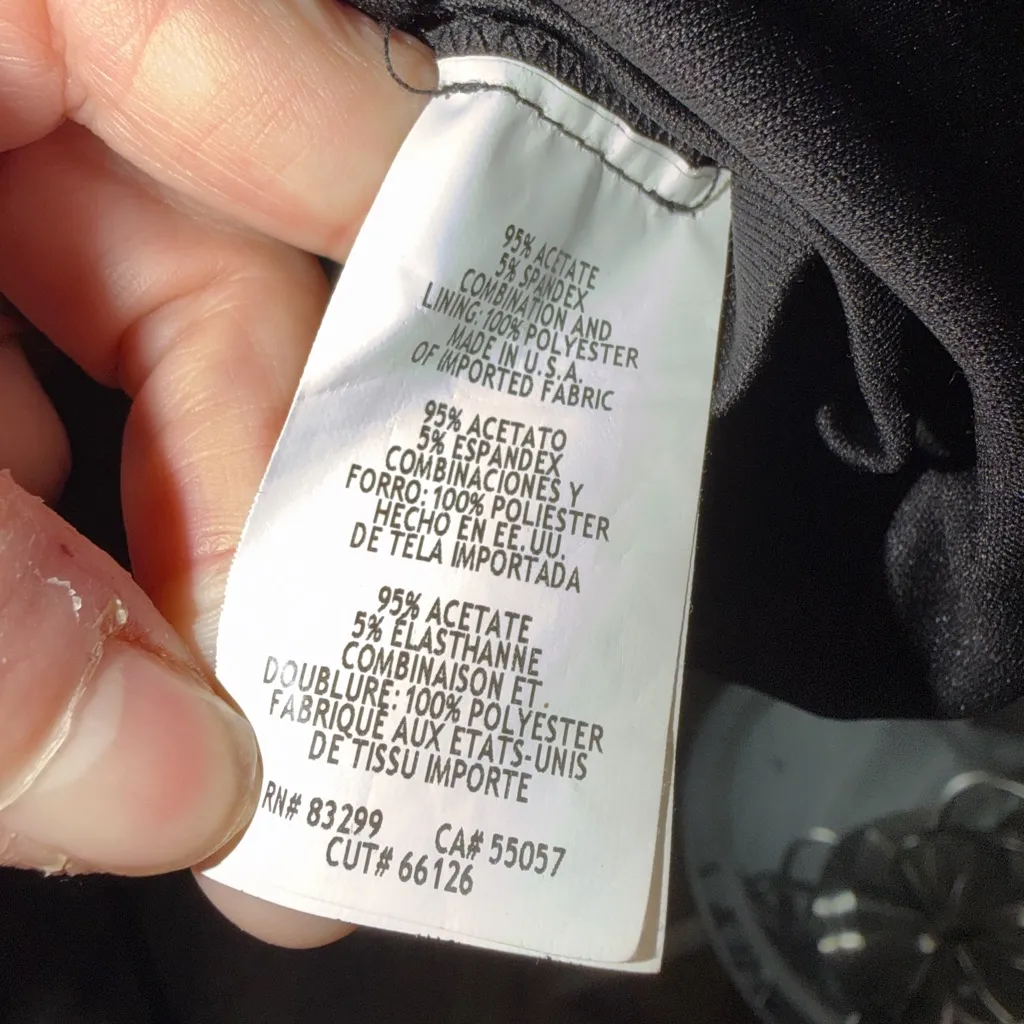 95% ACETATE
5% SPANDEX
COMBINATION AND
LINING: 100% POLYESTER
MADE IN U.S.A.
OF IMPORTED FABRIC
95% ACETATO
5% ESPANDEX
COMBINACIONES Y
FORRO: 100% POLIESTER
HECHO EN EE. UU.
DE TELA IMPORTADA
95% ACETATE
5% ÉLASTHANNE
COMBINAISON ET.
DOUBLURE: 100% POLYESTER
FABRIQUÉ AUX ETATS-UNIS
DE TISSU IMPORTE
RN# 83299 CA# 55057
CUT# 66126